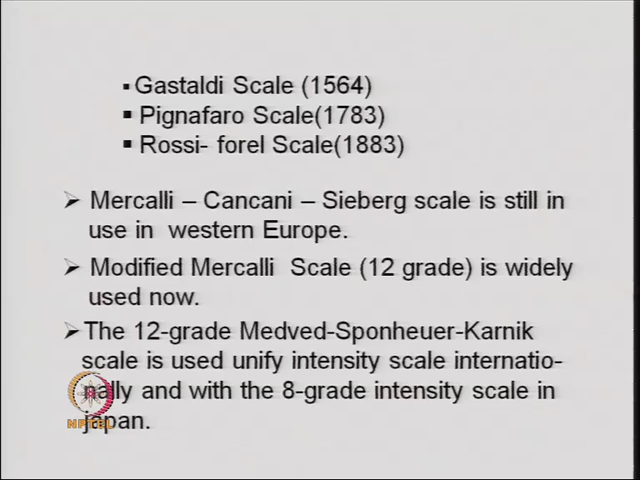 ▪ Gastaldi Scale (1564)
▪ Pignafaro Scale(1783)
▪ Rossi- forel Scale(1883)
➢ Mercalli – Cancani – Sieberg scale is still in
use in western Europe.
➢ Modified Mercalli Scale (12 grade) is widely
used now.
➢ The 12-grade Medved-Sponheuer-Karnik
scale is used unify intensity scale internatio-
nally and with the 8-grade intensity scale in
japan.
NPTEL